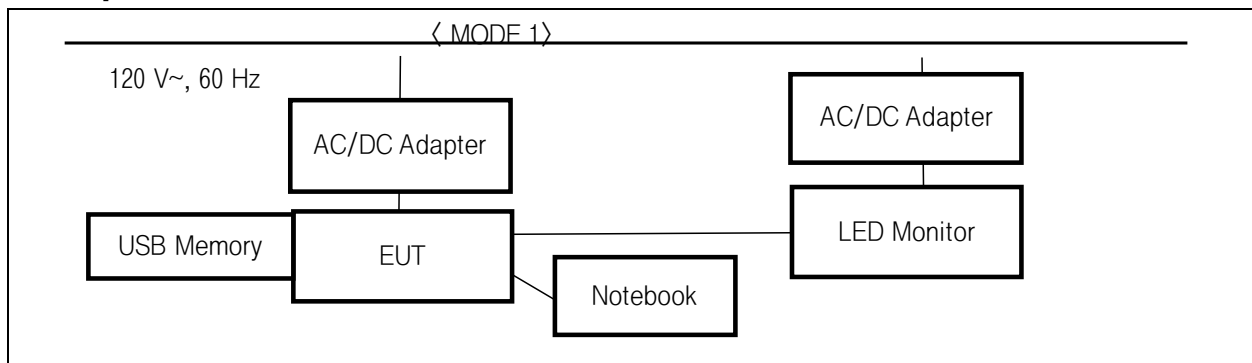 〈 MODE 1〉
120 V~, 60 Hz
AC/DC Adapter
AC/DC Adapter
USB Memory
EUT
LED Monitor
Notebook